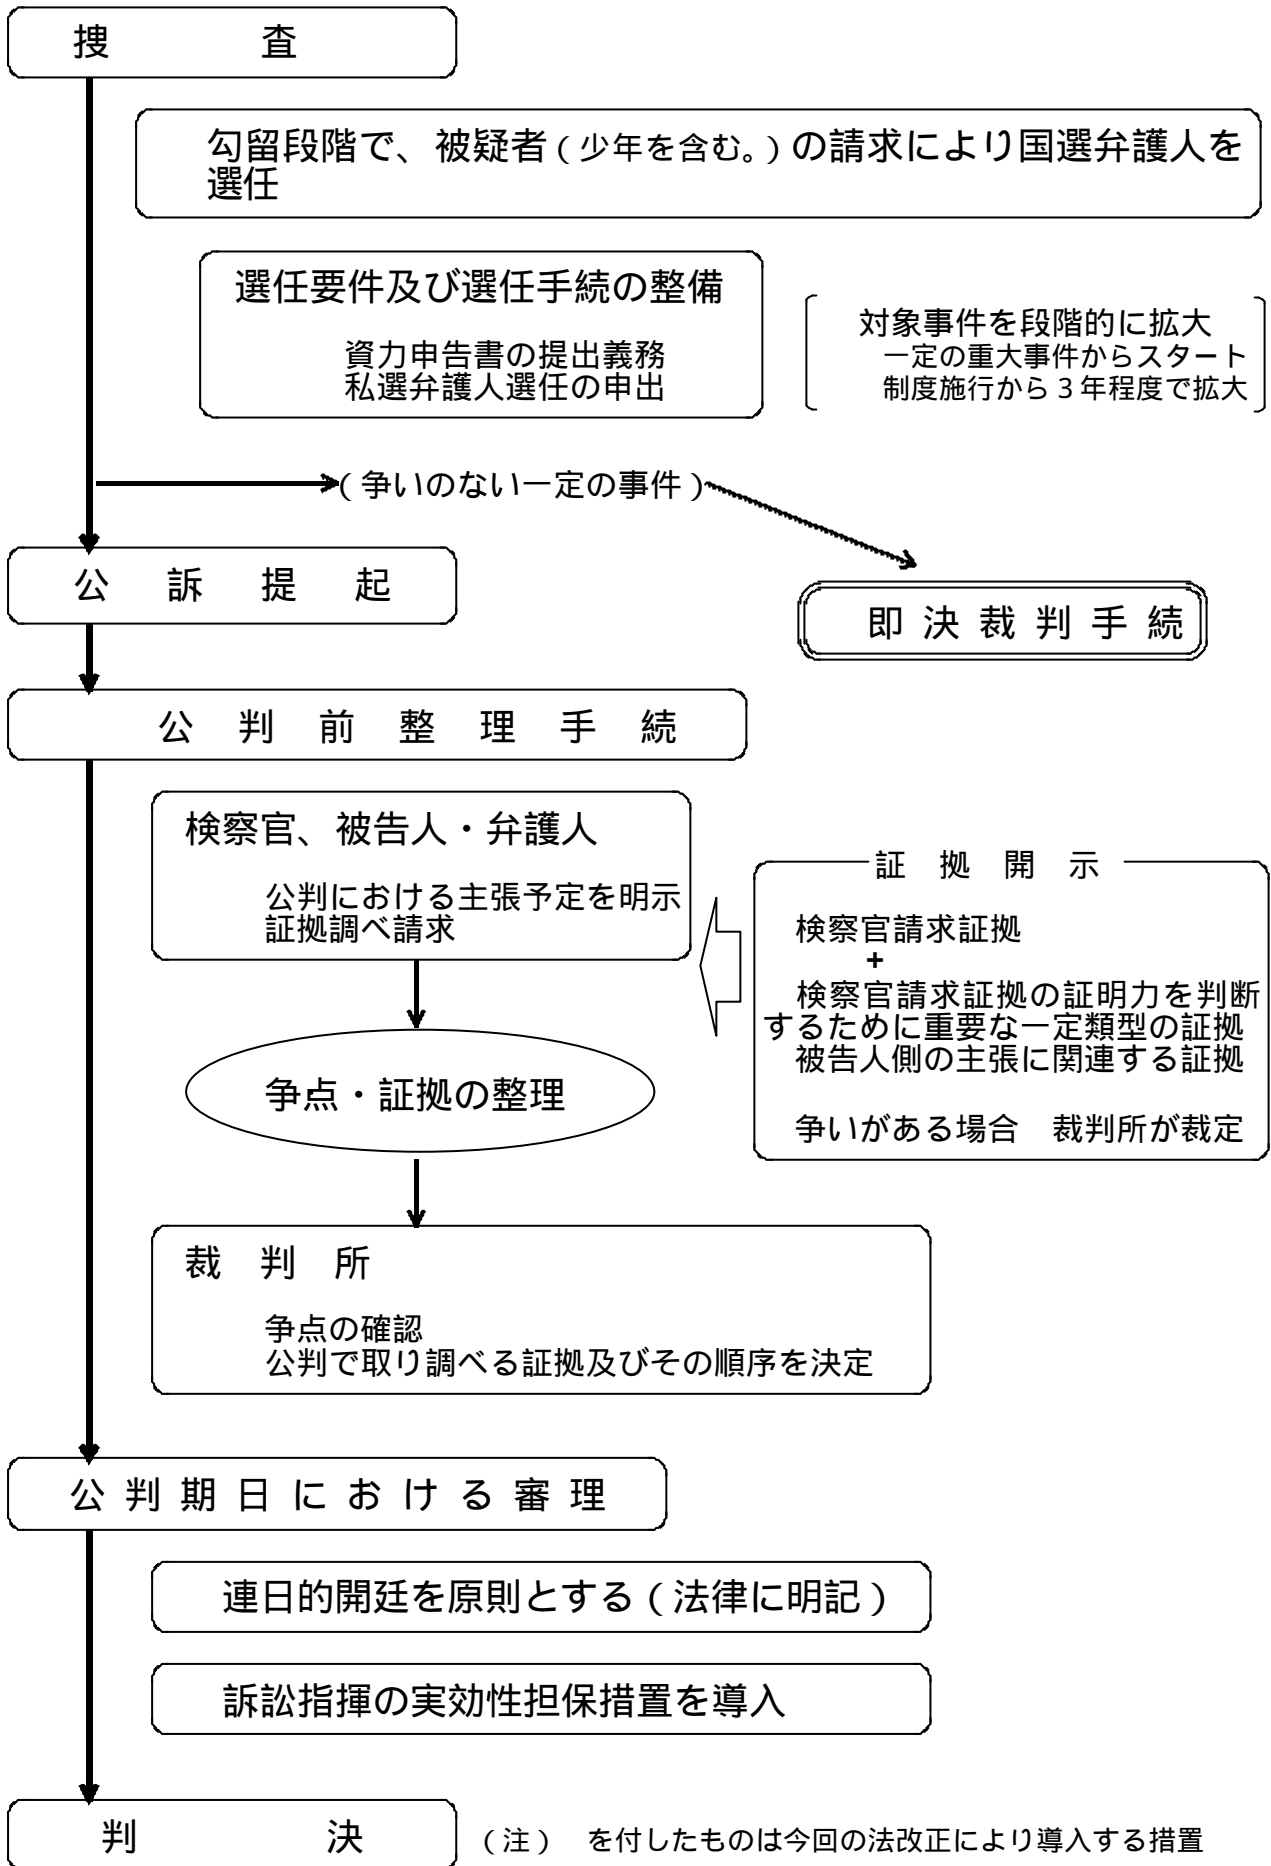 捜査
勾留段階で、被疑者(少年を含む。)の請求により国選弁護人を
選任
選任要件及び選任手続の整備
資力申告書の提出義務
私選弁護人選任の申出
対象事件を段階的に拡大
一定の重大事件からスタート
制度施行から3年程度で拡大
(争いのない一定の事件)
公訴提起
即決裁判手続
公判前整理手続
検察官、被告人・弁護人
公判における主張予定を明示
証拠調べ請求
証拠開示
検察官請求証拠
+
検察官請求証拠の証明力を判断
するために重要な一定類型の証拠
被告人側の主張に関連する証拠
争いがある場合 裁判所が裁定
争点・証拠の整理
裁判所
争点の確認
公判で取り調べる証拠及びその順序を決定
公判期日における審理
連日的開廷を原則とする(法律に明記)
訴訟指揮の実効性担保措置を導入
判決
(注) を付したものは今回の法改正により導入する措置